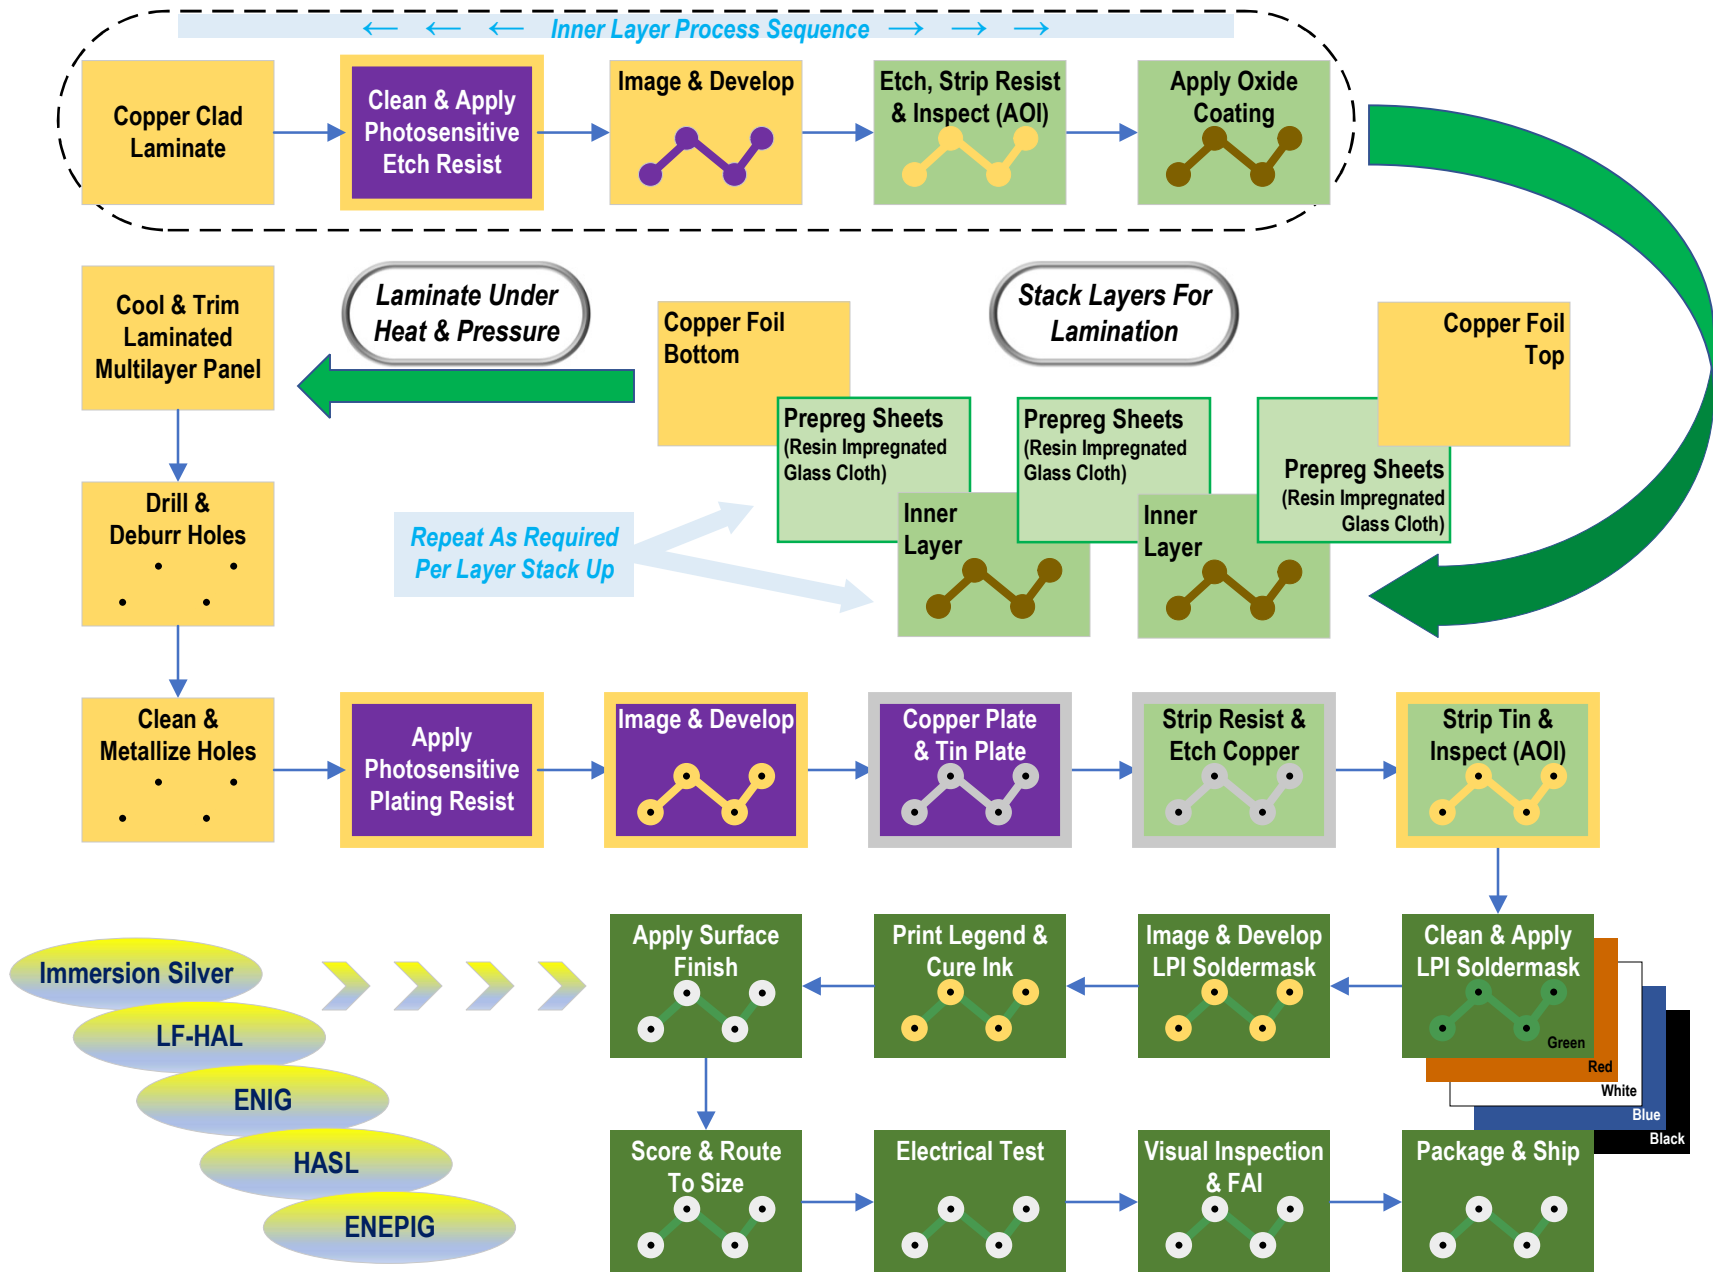 ← ← ← Inner Layer Process Sequence → → →
Copper Clad
Laminate
Clean & Apply
Photosensitive
Etch Resist
Image & Develop
Etch, Strip Resist
& Inspect (AOI)
Apply Oxide
Coating
Cool & Trim
Laminated
Multilayer Panel
Laminate Under
Heat & Pressure
Copper Foil
Bottom
Stack Layers For
Lamination
Copper Foil
Top
Prepreg Sheets
(Resin Impregnated
Glass Cloth)
Prepreg Sheets
(Resin Impregnated
Glass Cloth)
Prepreg Sheets
(Resin Impregnated
Glass Cloth)
Inner
Layer
Inner
Layer
Repeat As Required
Per Layer Stack Up
Drill &
Deburr Holes
Clean &
Metallize Holes
Apply
Photosensitive
Plating Resist
Image & Develop
Copper Plate
& Tin Plate
Strip Resist &
Etch Copper
Strip Tin &
Inspect (AOI)
Clean & Apply
LPI Soldermask
Green
Red
White
Blue
Black
Image & Develop
LPI Soldermask
Print Legend &
Cure Ink
Apply Surface
Finish
Immersion Silver
LF-HAL
ENIG
HASL
ENEPIG
Score & Route
To Size
Electrical Test
Visual Inspection
& FAI
Package & Ship